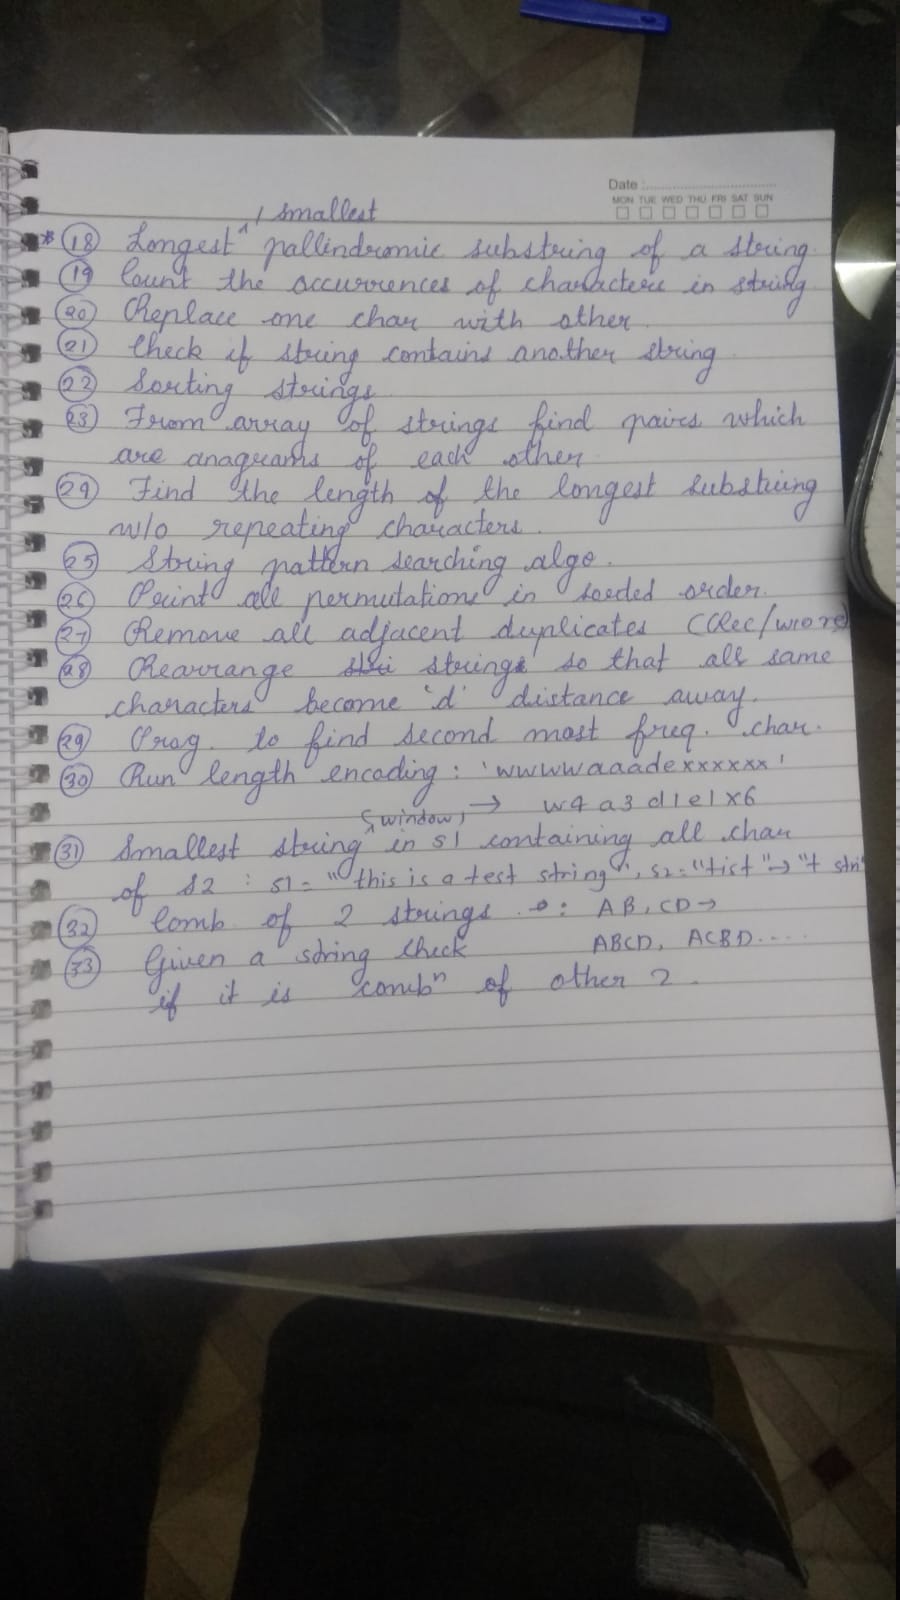 Date :
MON TUE WED THU FRI SAT SUN
/ smallest
* 18 Longest ^ pallindromic substring of a string
19 Count the occurrences of characters in string
20 Replace one char with other
21 Check if string contains another string
22 Sorting strings
23 From array of strings find pairs which
are anagrams of each other
24 Find the length of the longest substring
w/o repeating characters.
25 String pattern searching algo.
26 Print all permutations in sorted order.
27 Remove all adjacent duplicates (Rec/w/o re)
28 Rearrange strings so that all same
characters become 'd' distance away.
29 Prog. to find second most freq. char.
30 Run length encoding : 'wwwwaaadexxxxxx'
→ w4 a3 d1e1x6
(window)
31 Smallest string ^ in s1 containing all char
of s2 : s1 = "this is a test string", s2 = "tist" → "t stri
32 Comb of 2 strings : AB, CD →
ABCD, ACBD....
33 Given a string check
if it is combⁿ of other 2.